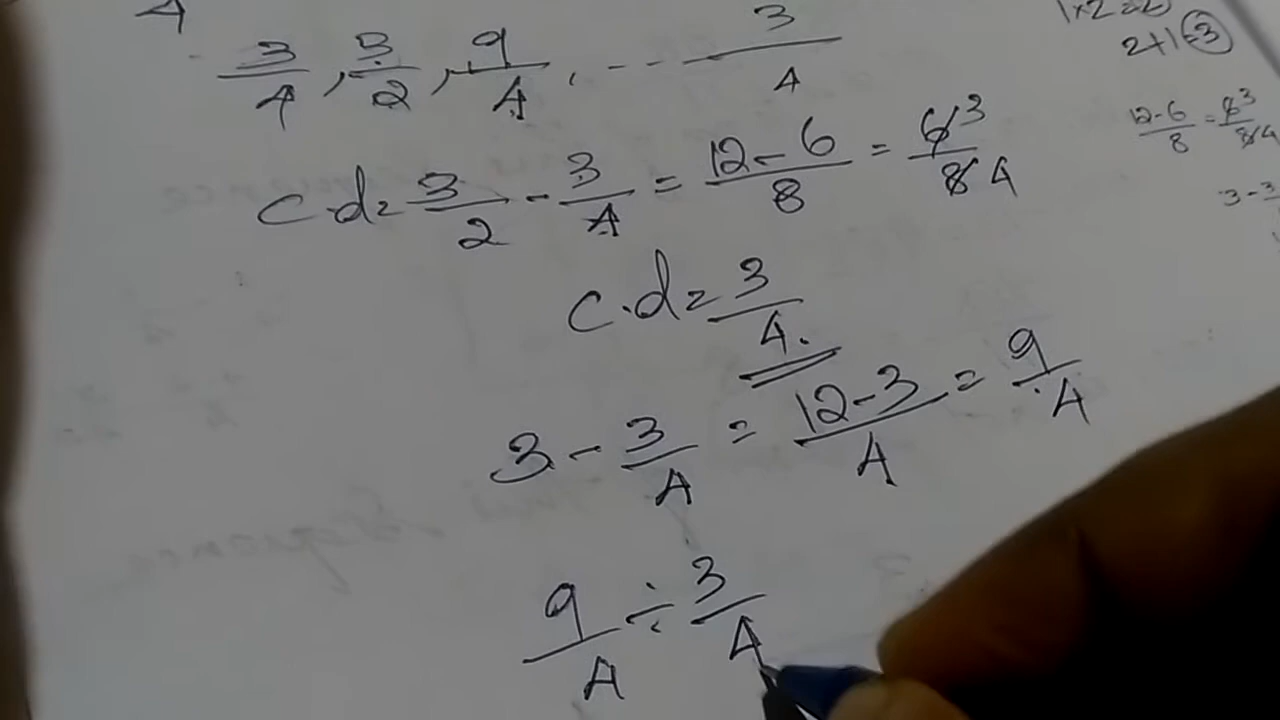 4
3/4, 3/2, 9/4, --- 3/4
1×2=2
2+1=3
c.d = 3/2 - 3/4 = (12-6)/8 = 6/8 3/4
(12-6)/8 = 6/8 3/4
c.d = 3/4.
3 - 3/
3 - 3/4 = (12-3)/4 = 9/4
9/4 ÷ 3/4